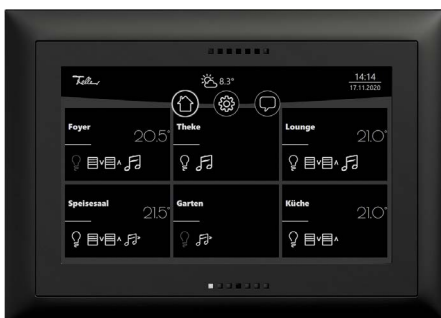 Feller
8.3°
14:14
17.11.2020
Foyer
20.5°
Theke
Lounge
21.0°
Speisesaal
21.5°
Garten
Küche
21.0°